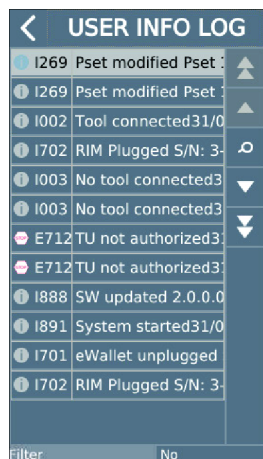 USER INFO LOG
I269 Pset modified Pset 1
I269 Pset modified Pset 1
I002 Tool connected31/0
I702 RIM Plugged S/N: 3-
I003 No tool connected3
I003 No tool connected3
E712 TU not authorized31
E712 TU not authorized31
I888 SW updated 2.0.0.0
I891 System started31/0
I701 eWallet unplugged
I702 RIM Plugged S/N: 3-
Filter No